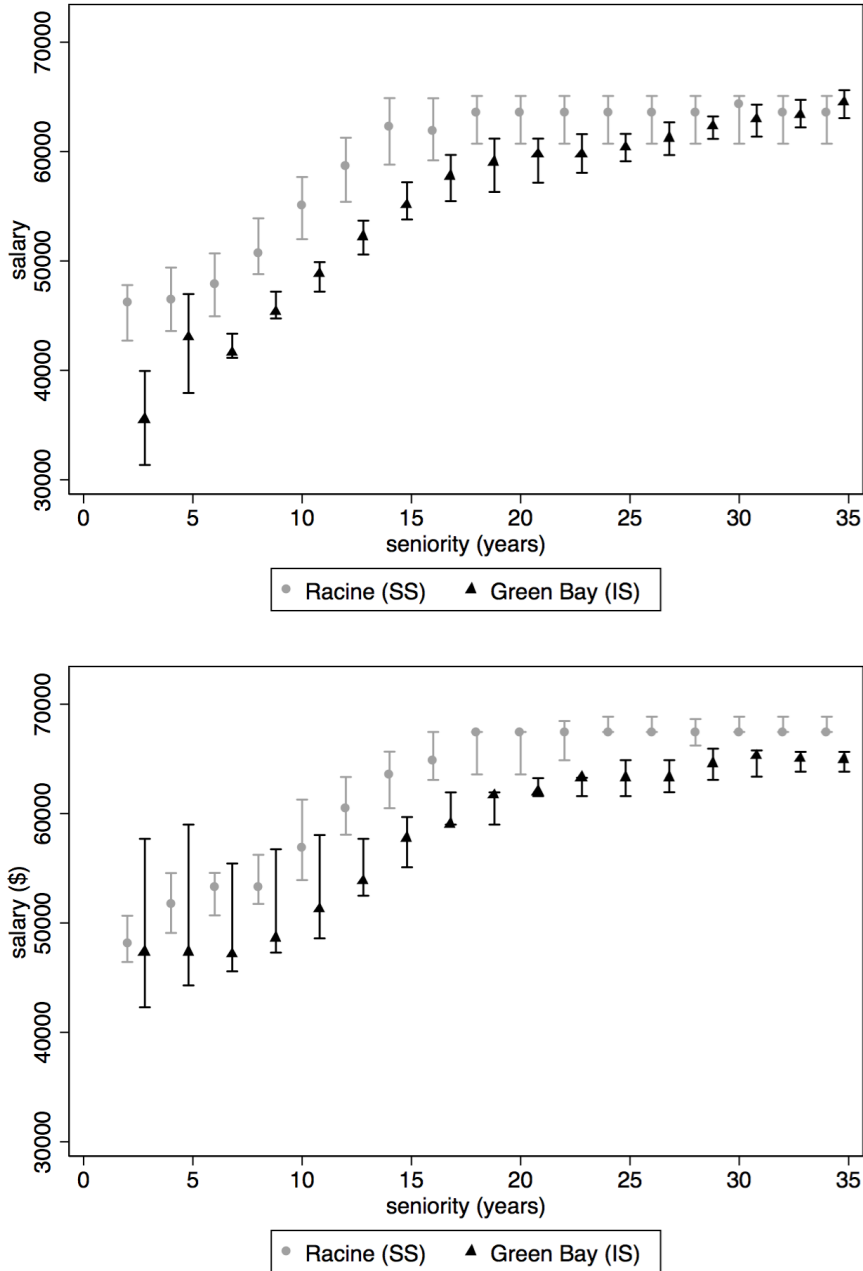 70000
60000
50000
40000
30000
salary
0 5 10 15 20 25 30 35
seniority (years)
Racine (SS) Green Bay (IS)
70000
60000
50000
40000
30000
salary ($)
0 5 10 15 20 25 30 35
seniority (years)
Racine (SS) Green Bay (IS)